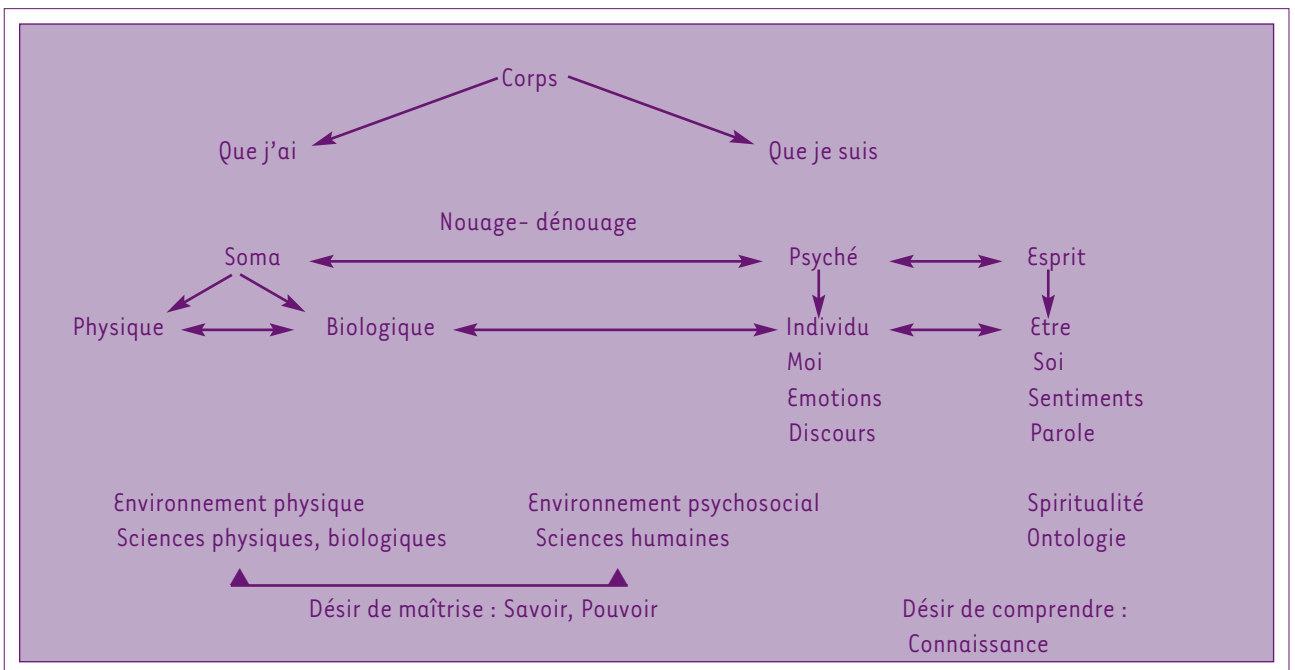 Corps
Que j'ai Que je suis
Nouage- dénouage
Soma Psyché Esprit
Physique Biologique Individu Etre
Moi Soi
Emotions Sentiments
Discours Parole
Environnement physique Environnement psychosocial Spiritualité
Sciences physiques, biologiques Sciences humaines Ontologie
Désir de maîtrise : Savoir, Pouvoir Désir de comprendre :
Connaissance